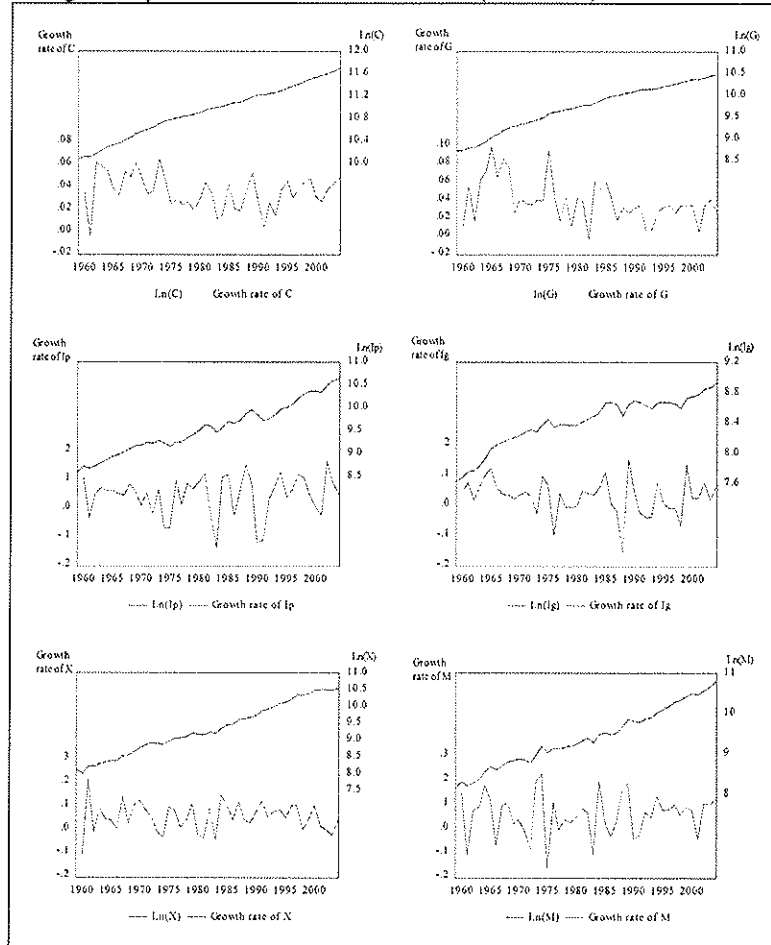 Growth
rate of C
Ln(C)
12.0
11.6
11.2
10.8
10.4
10.0
.08
.06
.04
.02
.00
-.02
1960 1965 1970 1975 1980 1985 1990 1995 2000
Ln(C) Growth rate of C
Growth
rate of G
Ln(G)
11.0
10.5
10.0
9.5
9.0
8.5
.10
.08
.06
.04
.02
.00
-.02
1960 1965 1970 1975 1980 1985 1990 1995 2000
ln(G) Growth rate of G
Growth
rate of Ip
Ln(Ip)
11.0
10.5
10.0
9.5
9.0
8.5
.2
.1
.0
-.1
-.2
1960 1965 1970 1975 1980 1985 1990 1995 2000
Ln(Ip) Growth rate of Ip
Growth
rate of Ig
Ln(Ig)
9.2
8.8
8.4
8.0
7.6
.2
.1
.0
-.1
-.2
1960 1965 1970 1975 1980 1985 1990 1995 2000
Ln(Ig) Growth rate of Ig
Growth
rate of X
Ln(X)
11.0
10.5
10.0
9.5
9.0
8.5
8.0
7.5
.3
.2
.1
.0
-.1
-.2
1960 1965 1970 1975 1980 1985 1990 1995 2000
Ln(X) Growth rate of X
Growth
rate of M
Ln(M)
11
10
9
8
.3
.2
.1
.0
-.1
-.2
1960 1965 1970 1975 1980 1985 1990 1995 2000
Ln(M) Growth rate of M